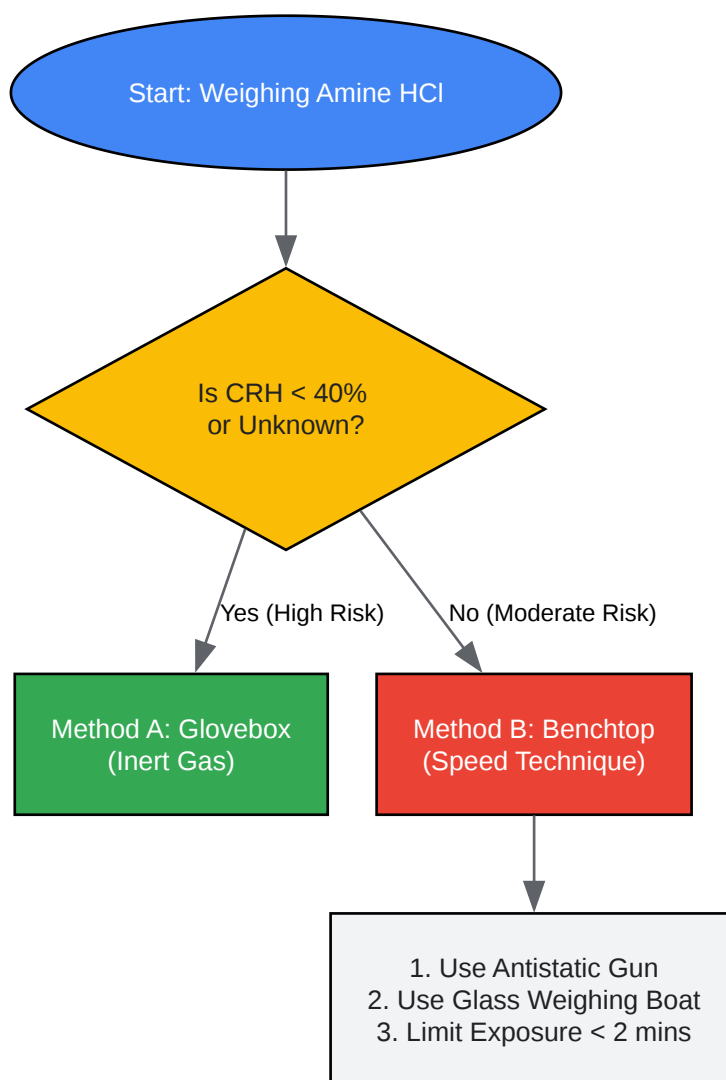 Start: Weighing Amine HCl
Is CRH < 40%
or Unknown?
Yes (High Risk)
No (Moderate Risk)
Method A: Glovebox
(Inert Gas)
Method B: Benchtop
(Speed Technique)
1. Use Antistatic Gun
2. Use Glass Weighing Boat
3. Limit Exposure < 2 mins